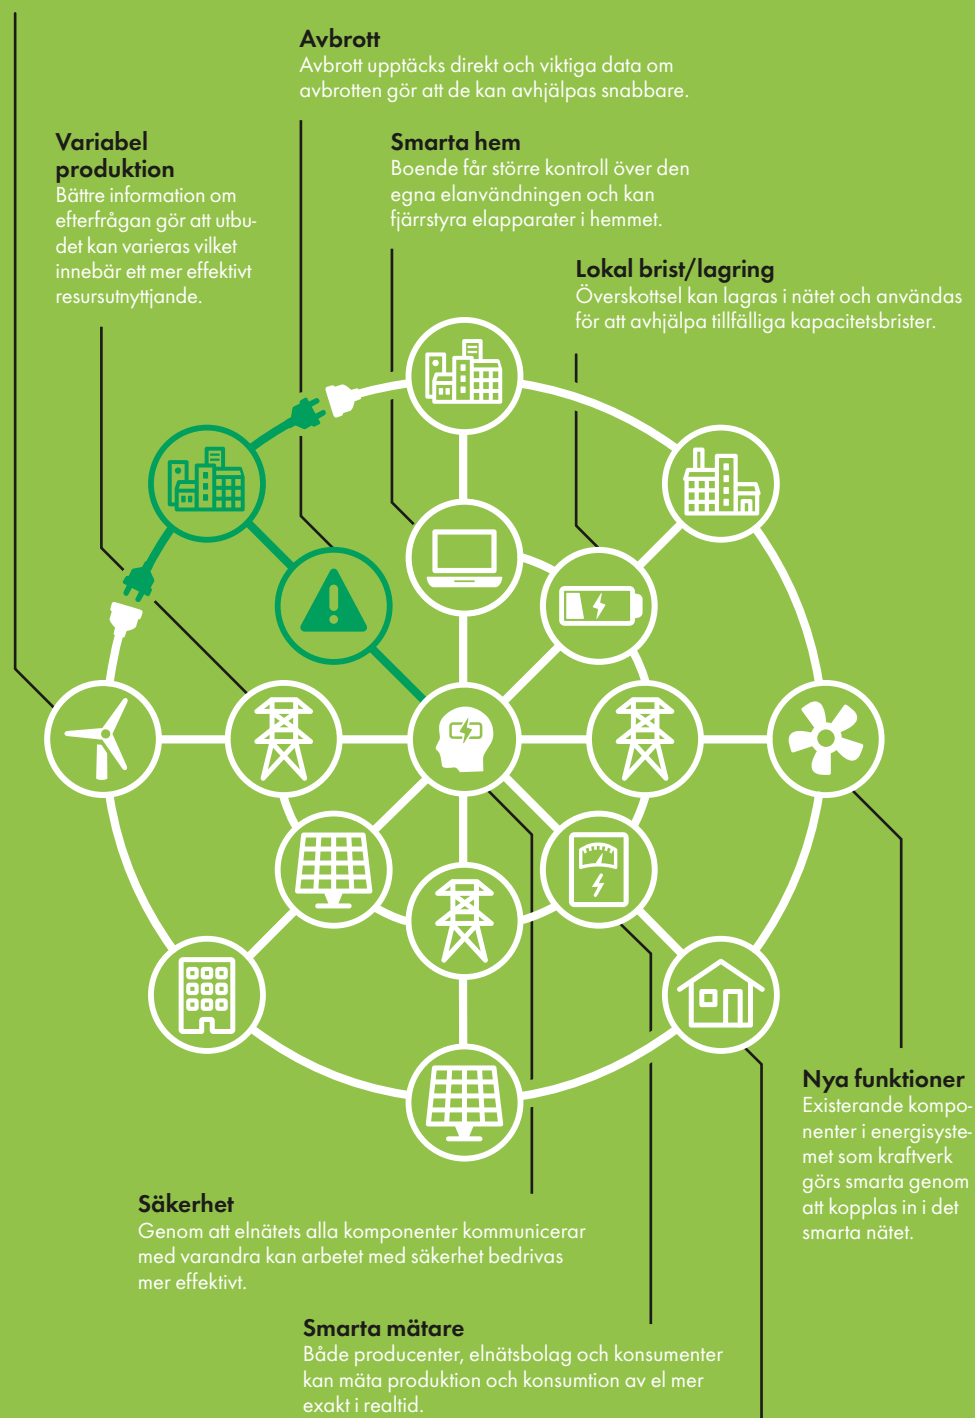 Avbrott
Avbrott upptäcks direkt och viktiga data om
avbrotten gör att de kan avhjälpas snabbare.
Variabel
produktion
Bättre information om
efterfrågan gör att utbu-
det kan varieras vilket
innebär ett mer effektivt
resursutnyttjande.
Smarta hem
Boende får större kontroll över den
egna elanvändningen och kan
fjärrstyra elapparater i hemmet.
Lokal brist/lagring
Överskottsel kan lagras i nätet och användas
för att avhjälpa tillfälliga kapacitetsbrister.
Nya funktioner
Existerande kompo-
nenter i energisyste-
met som kraftverk
görs smarta genom
att kopplas in i det
smarta nätet.
Säkerhet
Genom att elnätets alla komponenter kommunicerar
med varandra kan arbetet med säkerhet bedrivas
mer effektivt.
Smarta mätare
Både producenter, elnätsbolag och konsumenter
kan mäta produktion och konsumtion av el mer
exakt i realtid.